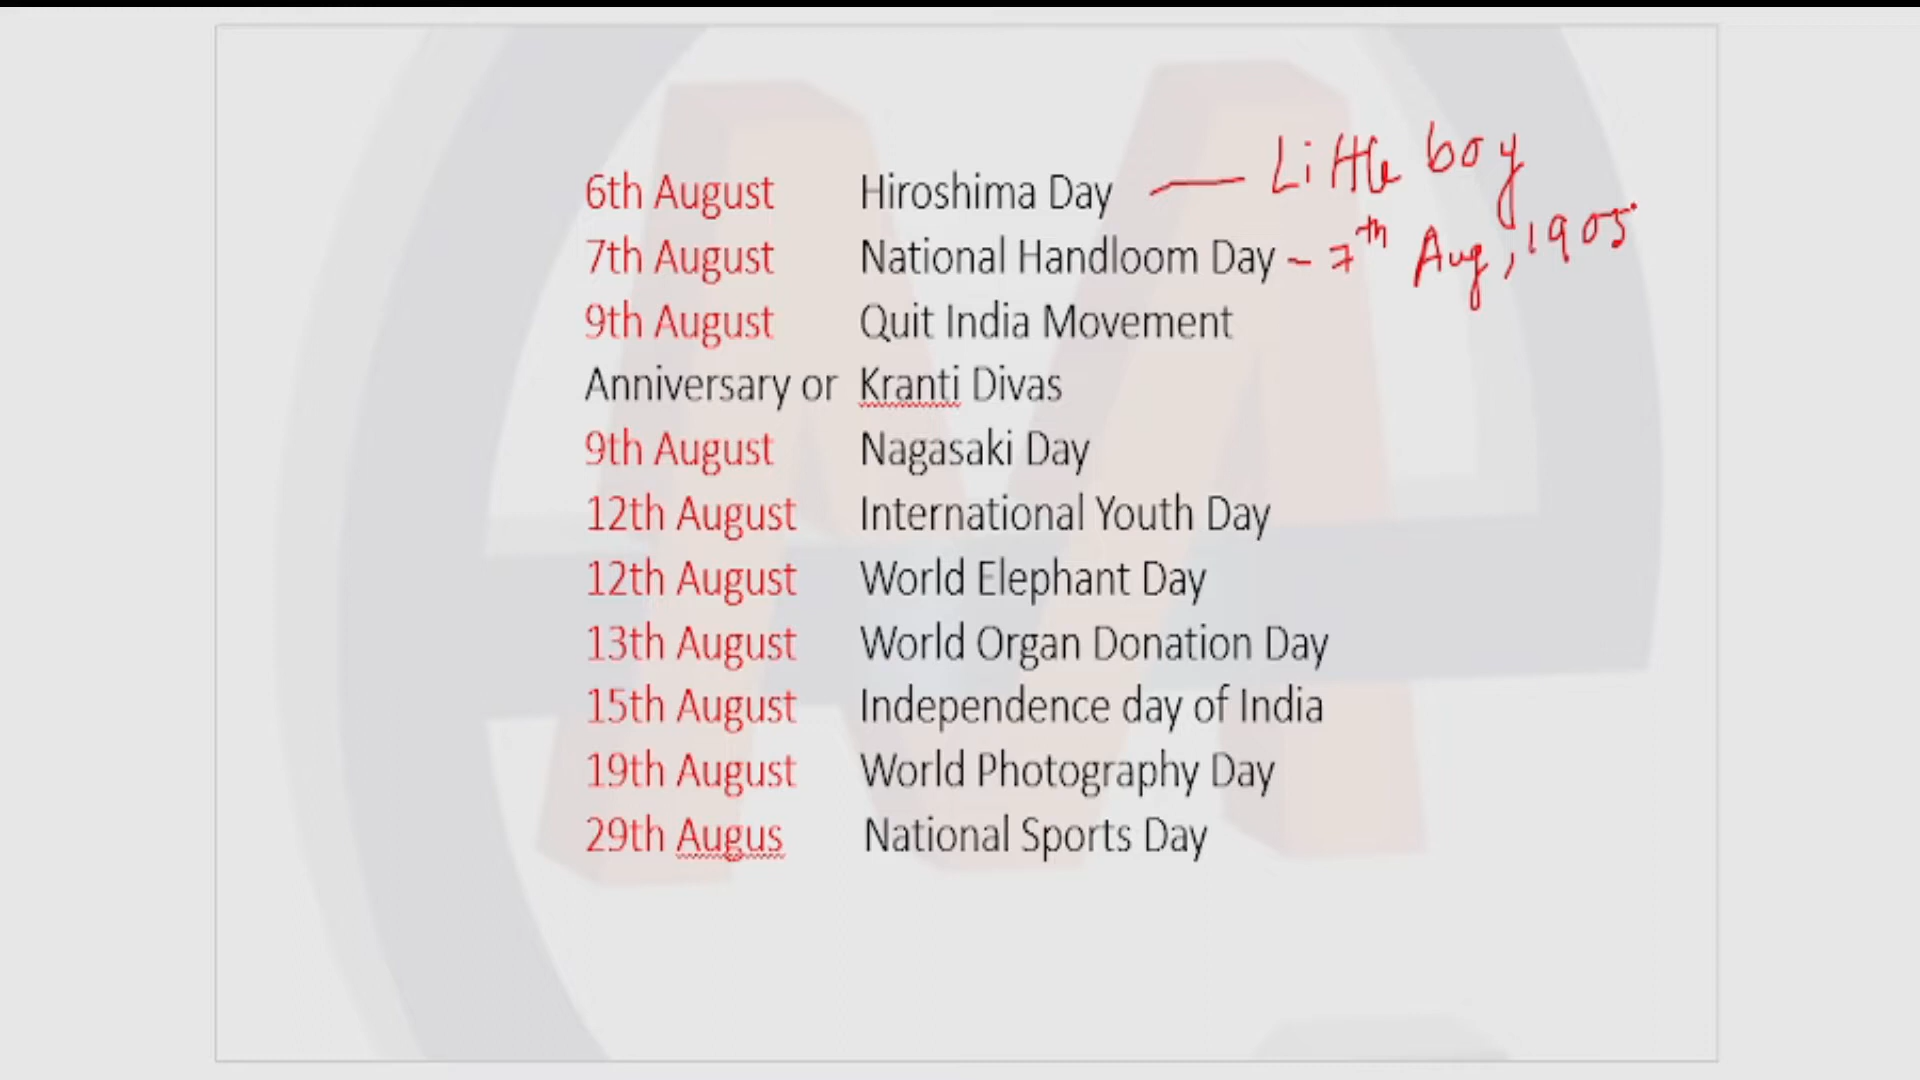 6th August Hiroshima Day — Little boy
7th August National Handloom Day - 7th Aug, 1905
9th August Quit India Movement
Anniversary or Kranti Divas
9th August Nagasaki Day
12th August International Youth Day
12th August World Elephant Day
13th August World Organ Donation Day
15th August Independence day of India
19th August World Photography Day
29th Augus National Sports Day